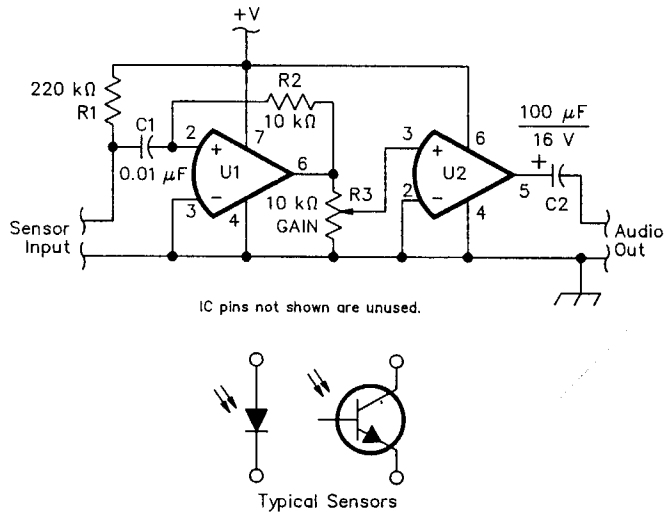 +V
220 kΩ
R1
R2
10 kΩ
C1
0.01 μF
2
+
U1
−
3
7
6
4
R3
10 kΩ
GAIN
3
+
U2
2
−
6
5
4
100 μF
16 V
+
C2
Sensor
Input
Audio
Out
IC pins not shown are unused.
Typical Sensors